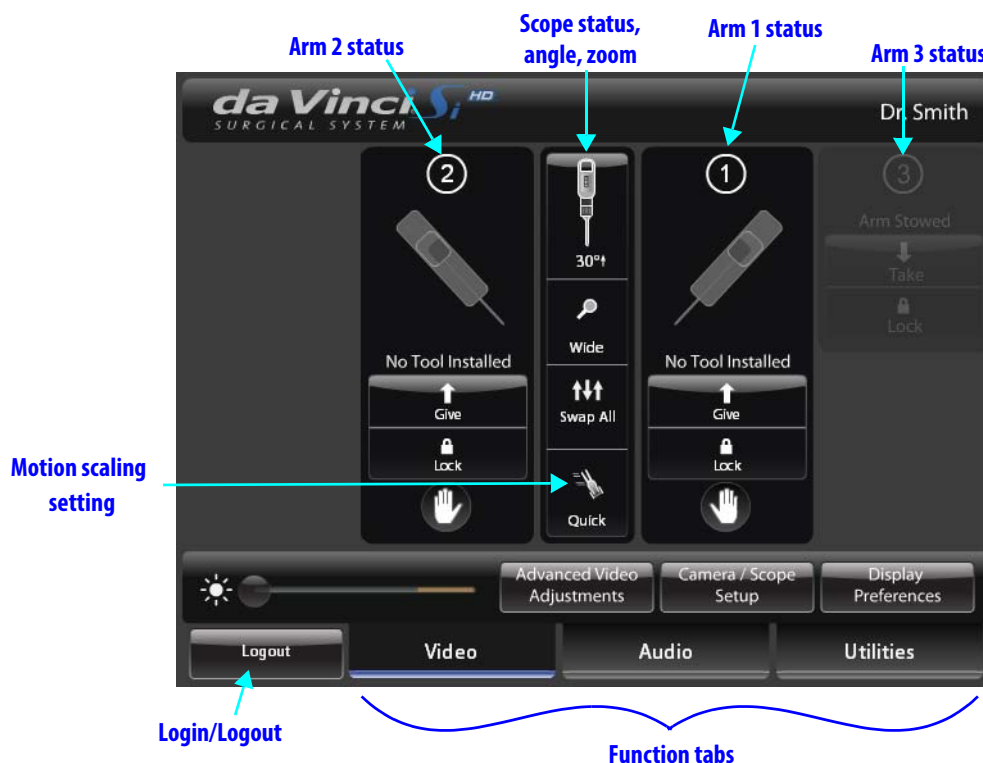 Scope status,
angle, zoom
Arm 2 status
Arm 1 status
Arm 3 status
da Vinci Si HD
SURGICAL SYSTEM
Dr. Smith
2
1
3
30°
Arm Stowed
Take
Lock
Wide
No Tool Installed
No Tool Installed
Give
Swap All
Give
Lock
Lock
Motion scaling
setting
Quick
Advanced Video
Adjustments
Camera / Scope
Setup
Display
Preferences
Logout
Video
Audio
Utilities
Login/Logout
Function tabs